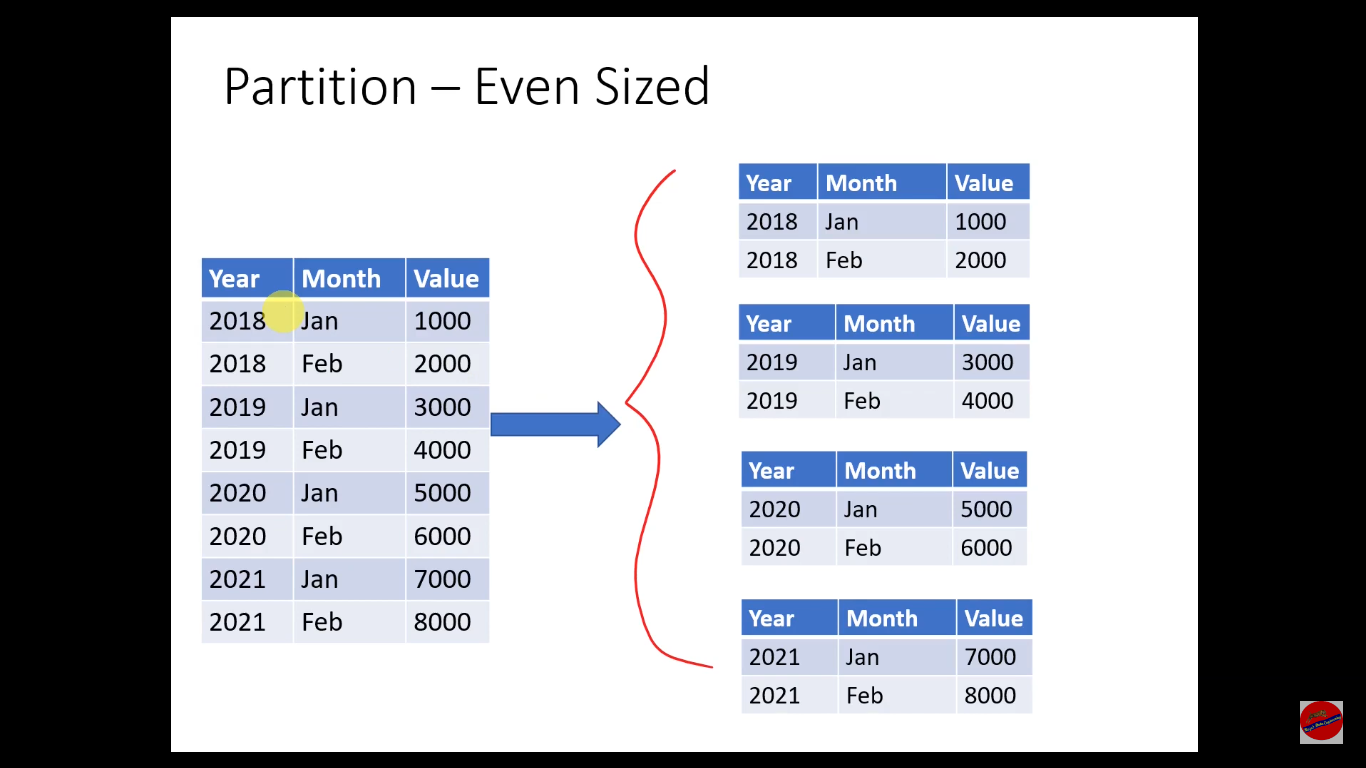 Partition – Even Sized
Year Month Value
2018 Jan 1000
2018 Feb 2000
2019 Jan 3000
2019 Feb 4000
2020 Jan 5000
2020 Feb 6000
2021 Jan 7000
2021 Feb 8000
Year Month Value
2018 Jan 1000
2018 Feb 2000
Year Month Value
2019 Jan 3000
2019 Feb 4000
Year Month Value
2020 Jan 5000
2020 Feb 6000
Year Month Value
2021 Jan 7000
2021 Feb 8000